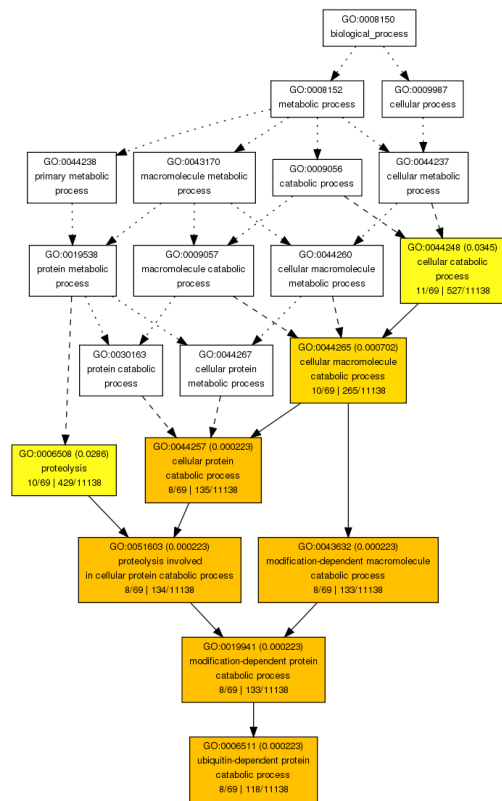 GO:0008150
biological_process
GO:0008152
metabolic process
GO:0009987
cellular process
GO:0044238
primary metabolic
process
GO:0043170
macromolecule metabolic
process
GO:0009056
catabolic process
GO:0044237
cellular metabolic
process
GO:0019538
protein metabolic
process
GO:0009057
macromolecule catabolic
process
GO:0044260
cellular macromolecule
metabolic process
GO:0044248 (0.0345)
cellular catabolic
process
11/69 | 527/11138
GO:0030163
protein catabolic
process
GO:0044267
cellular protein
metabolic process
GO:0044265 (0.000702)
cellular macromolecule
catabolic process
10/69 | 265/11138
GO:0006508 (0.0286)
proteolysis
10/69 | 429/11138
GO:0044257 (0.000223)
cellular protein
catabolic process
8/69 | 135/11138
GO:0051603 (0.000223)
proteolysis involved
in cellular protein catabolic process
8/69 | 134/11138
GO:0043632 (0.000223)
modification-dependent macromolecule
catabolic process
8/69 | 133/11138
GO:0019941 (0.000223)
modification-dependent protein
catabolic process
8/69 | 133/11138
GO:0006511 (0.000223)
ubiquitin-dependent protein
catabolic process
8/69 | 118/11138